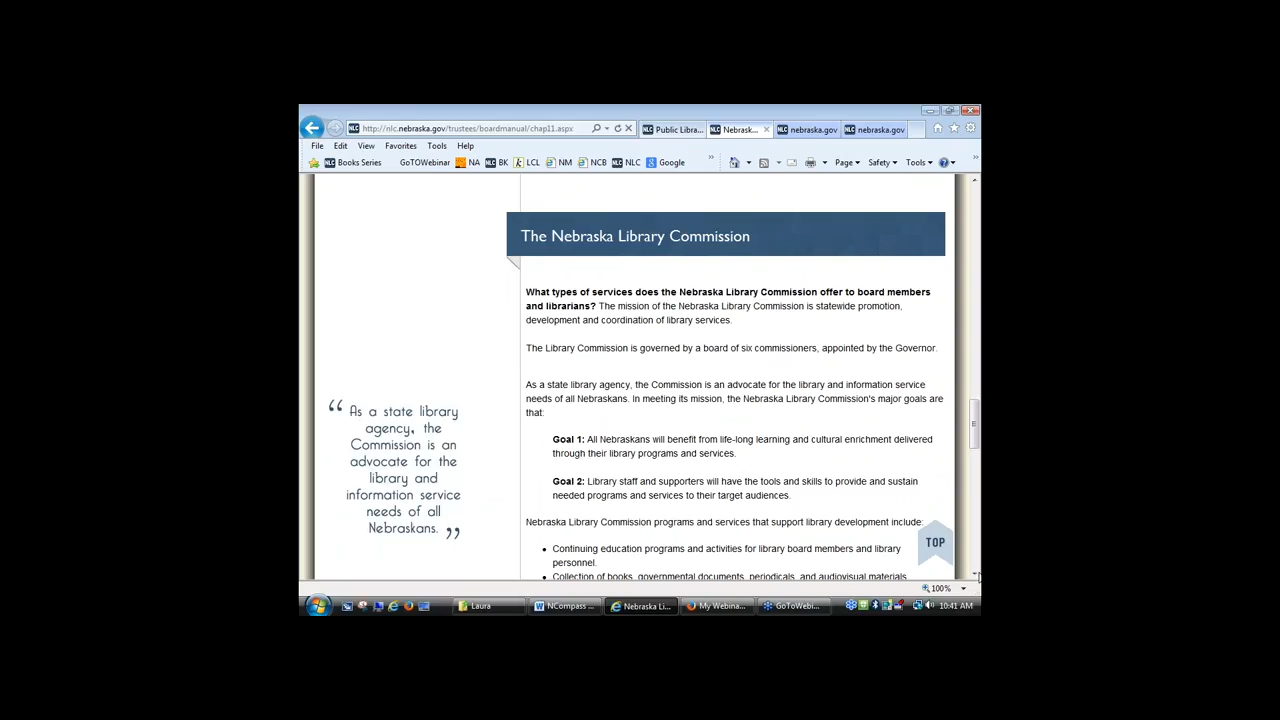 http://nlc.nebraska.gov/trustees/boardmanual/chap11.aspx
NLC Public Libra...
NLC Nebrask...
NLC nebraska.gov
NLC nebraska.gov
File Edit View Favorites Tools Help
NLC Books Series GoTOWebinar NA NLC BK LCL NM NCB NLC Google
Page Safety Tools
The Nebraska Library Commission
What types of services does the Nebraska Library Commission offer to board members
and librarians? The mission of the Nebraska Library Commission is statewide promotion,
development and coordination of library services.
The Library Commission is governed by a board of six commissioners, appointed by the Governor.
As a state library agency, the Commission is an advocate for the library and information service
needs of all Nebraskans. In meeting its mission, the Nebraska Library Commission's major goals are
that:
Goal 1: All Nebraskans will benefit from life-long learning and cultural enrichment delivered
through their library programs and services.
Goal 2: Library staff and supporters will have the tools and skills to provide and sustain
needed programs and services to their target audiences.
Nebraska Library Commission programs and services that support library development include:
• Continuing education programs and activities for library board members and library
personnel.
• Collection of books, governmental documents, periodicals, and audiovisual materials
“ As a state library
agency, the
Commission is an
advocate for the
library and
information service
needs of all
Nebraskans. ”
TOP
100%
Laura
NCompass ...
Nebraska Li...
My Webina...
GoToWebi...
10:41 AM